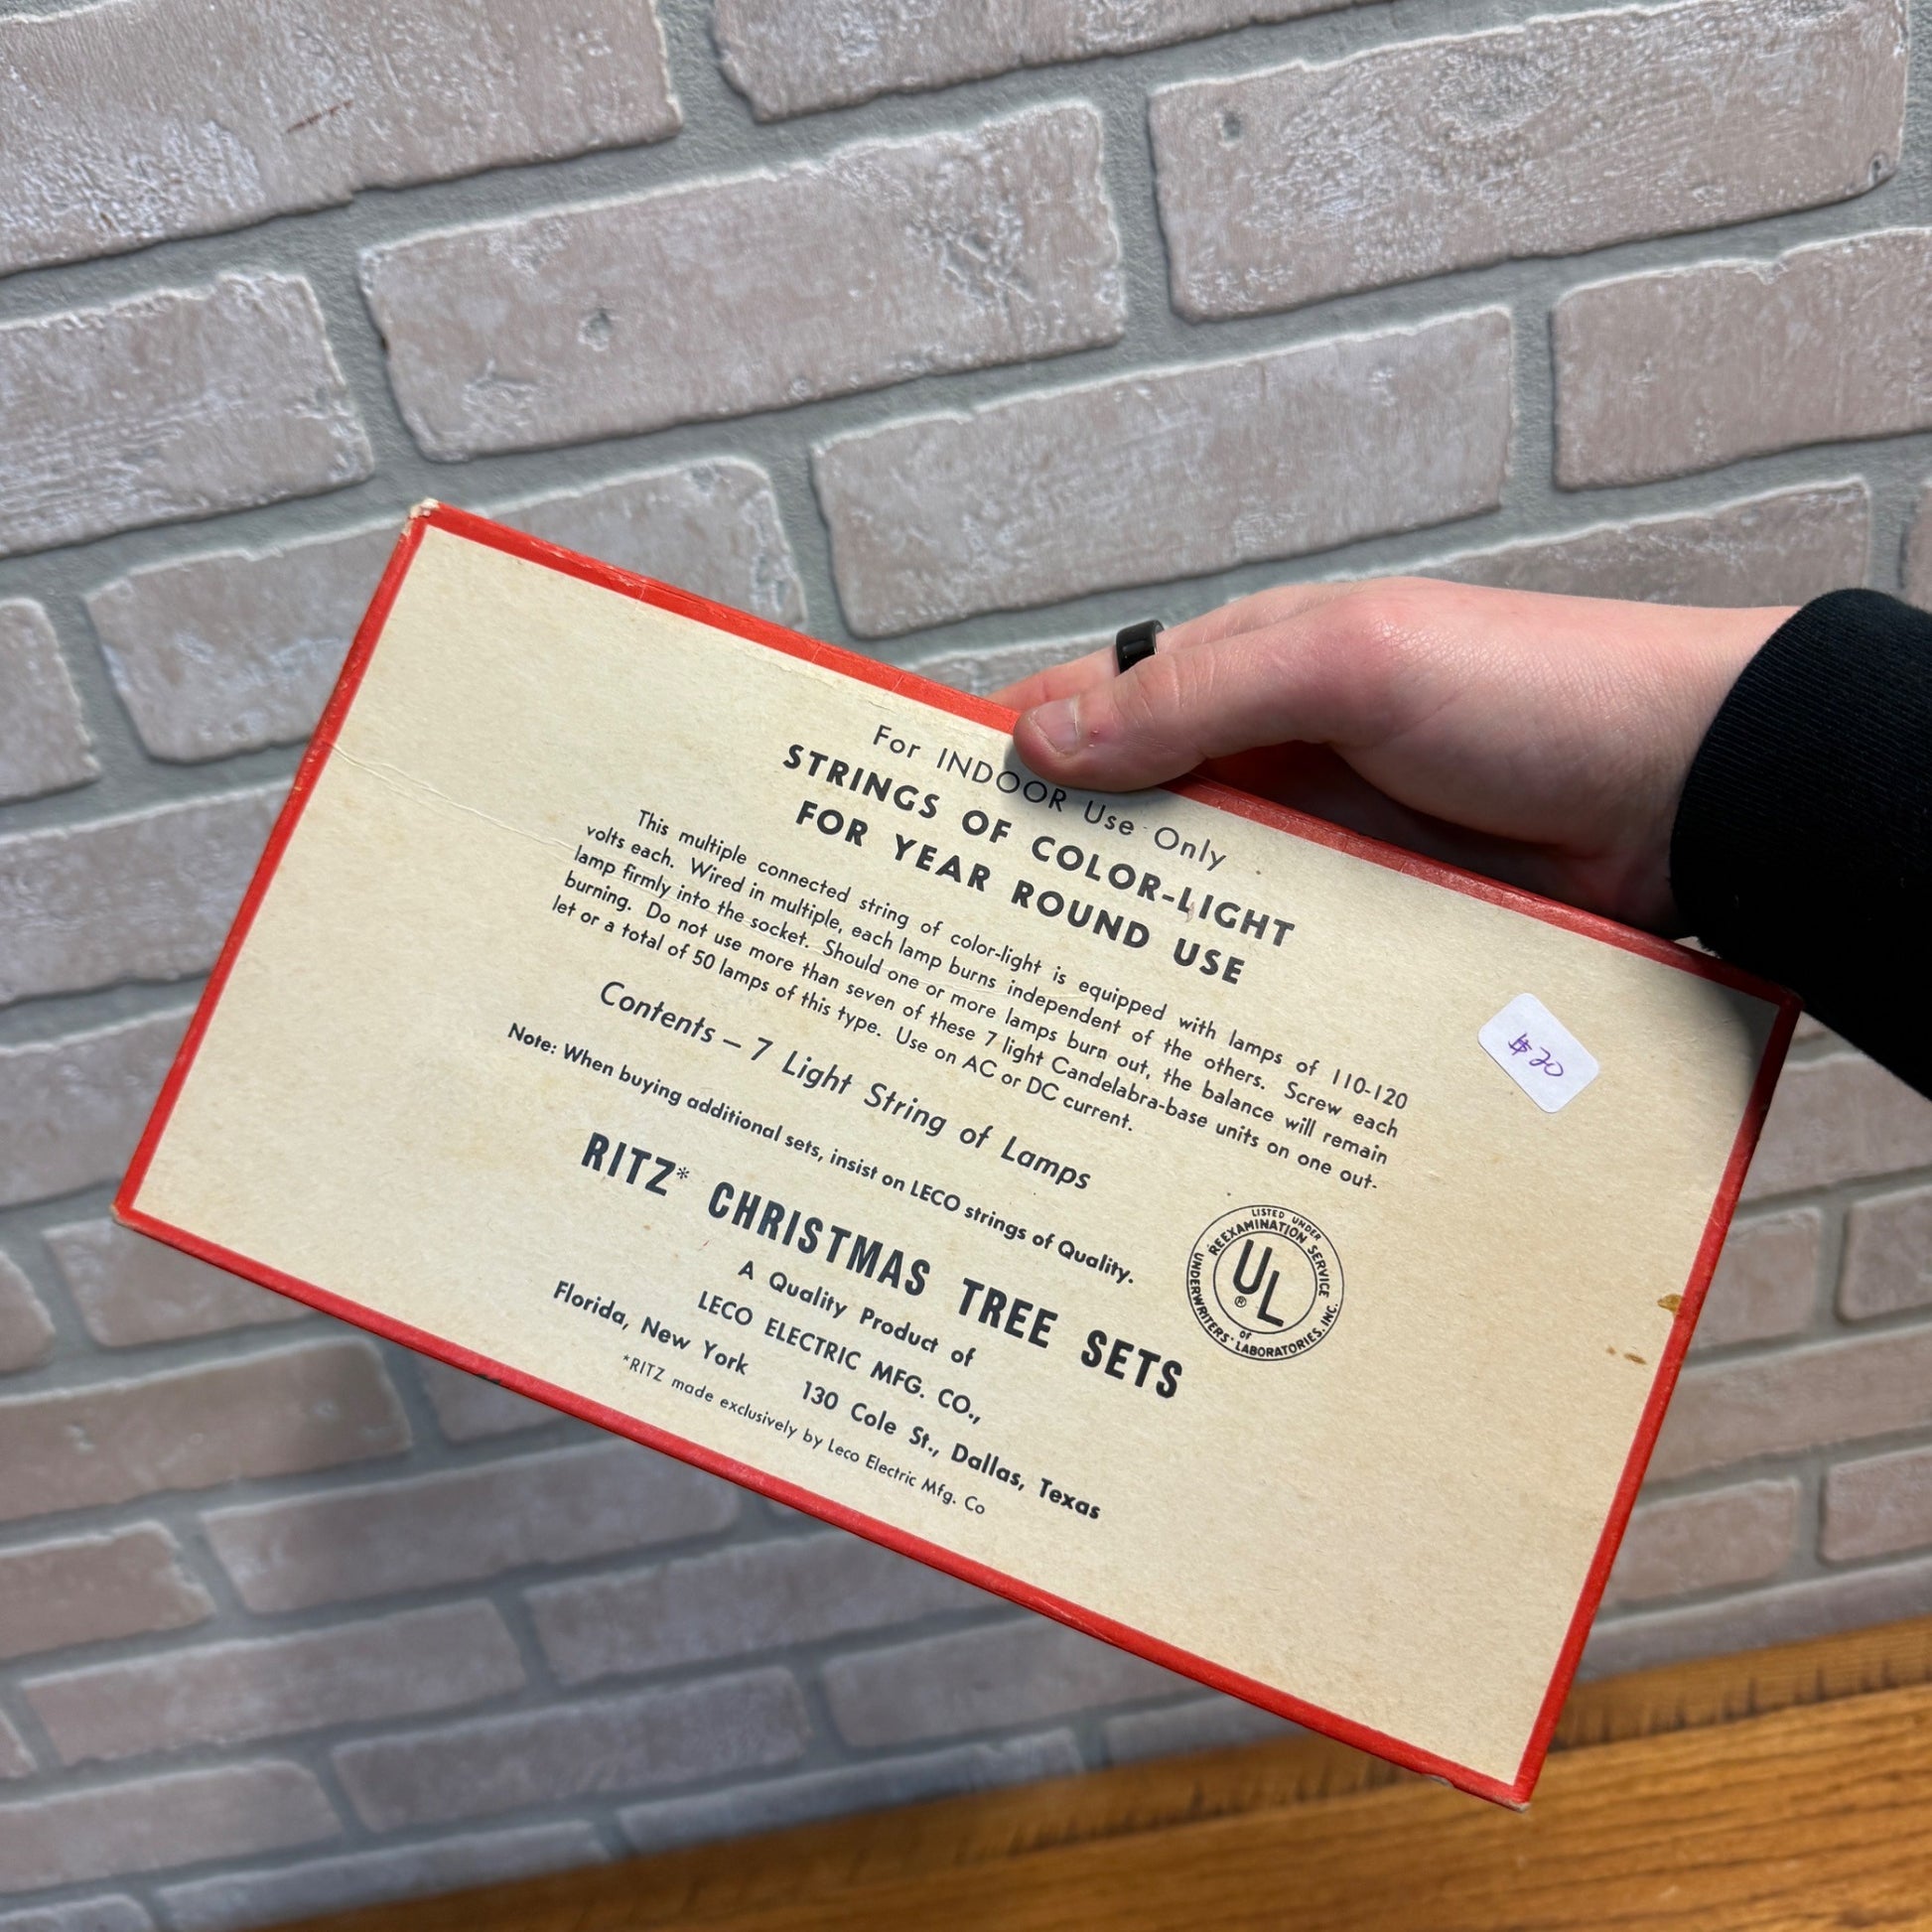 For INDOOR Use Only
STRINGS OF COLOR-LIGHT
FOR YEAR ROUND USE
This multiple connected string of color-light is equipped with lamps of 110-120
volts each. Wired in multiple, each lamp burns independent of the others. Screw each
lamp firmly into the socket. Should one or more lamps burn out, the balance will remain
burning. Do not use more than seven of these 7 light Candelabra-base units on one out-
let or a total of 50 lamps of this type. Use on AC or DC current.
Contents – 7 Light String of Lamps
Note: When buying additional sets, insist on LECO strings of Quality.
RITZ* CHRISTMAS TREE SETS
A Quality Product of
LECO ELECTRIC MFG. CO.,
Florida, New York 130 Cole St., Dallas, Texas
*RITZ made exclusively by Leco Electric Mfg. Co
LISTED UNDER
REEXAMINATION SERVICE
UL
®
OF
UNDERWRITERS' LABORATORIES, INC.
$20